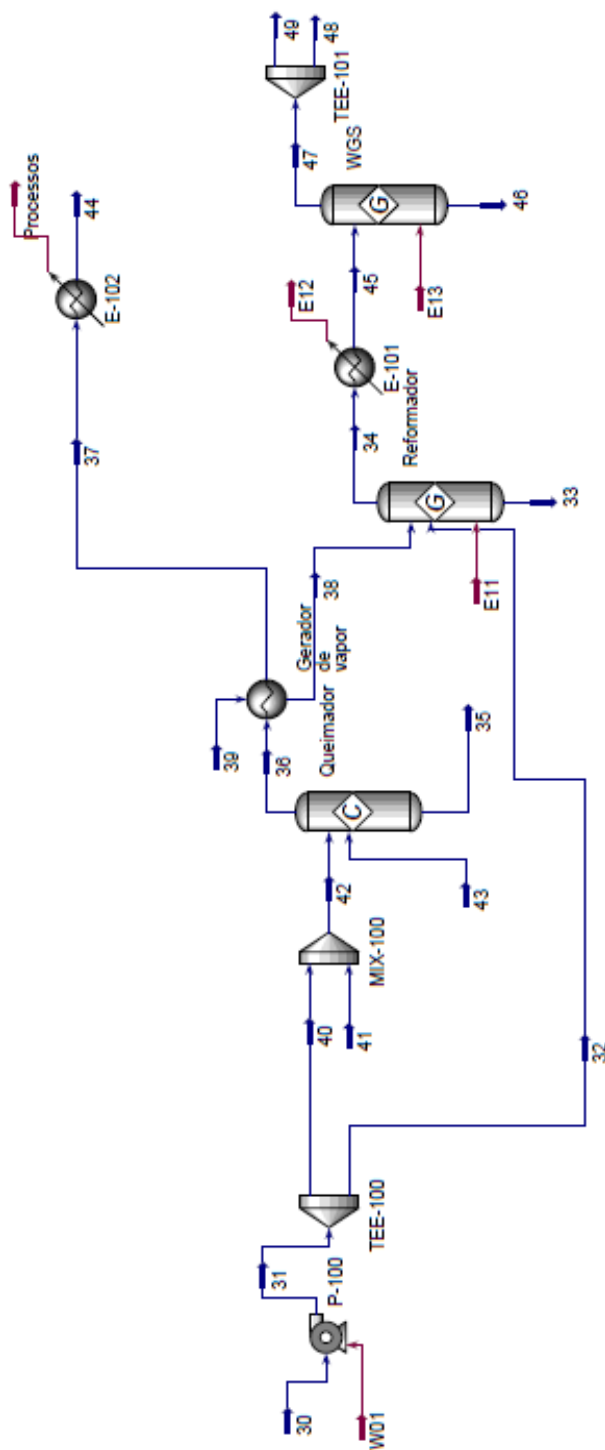 30
W01
31
P-100
TEE-100
40
41
32
MIX-100
42
43
Queimador
C
35
36
39
Gerador
de
vapor
38
37
E-102
Processos
44
Reformador
G
E11
33
34
E-101
E12
45
WGS
G
E13
46
47
TEE-101
49
48